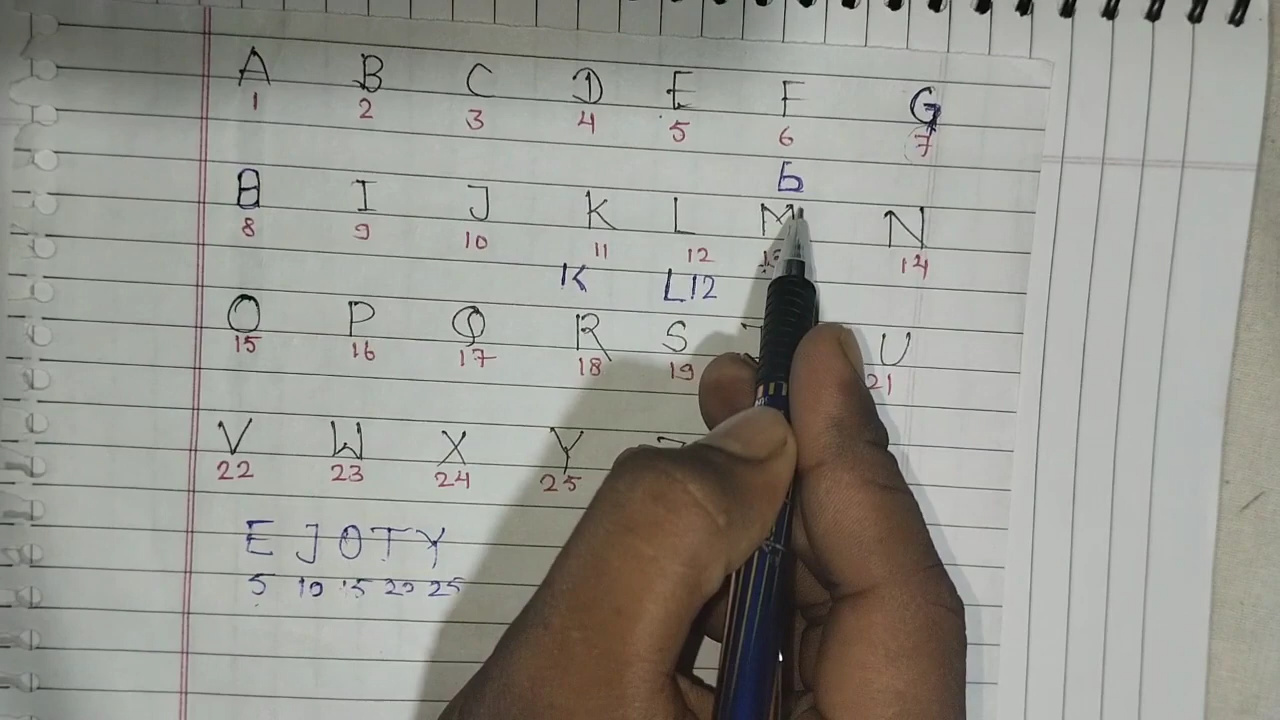 A B C D E F G
1 2 3 4 5 6 7
6
H I J K L M N
8 9 10 11 12 13 14
K L12
O P Q R S U
15 16 17 18 19 21
V W X Y
22 23 24 25
E J O T Y
5 10 15 20 25